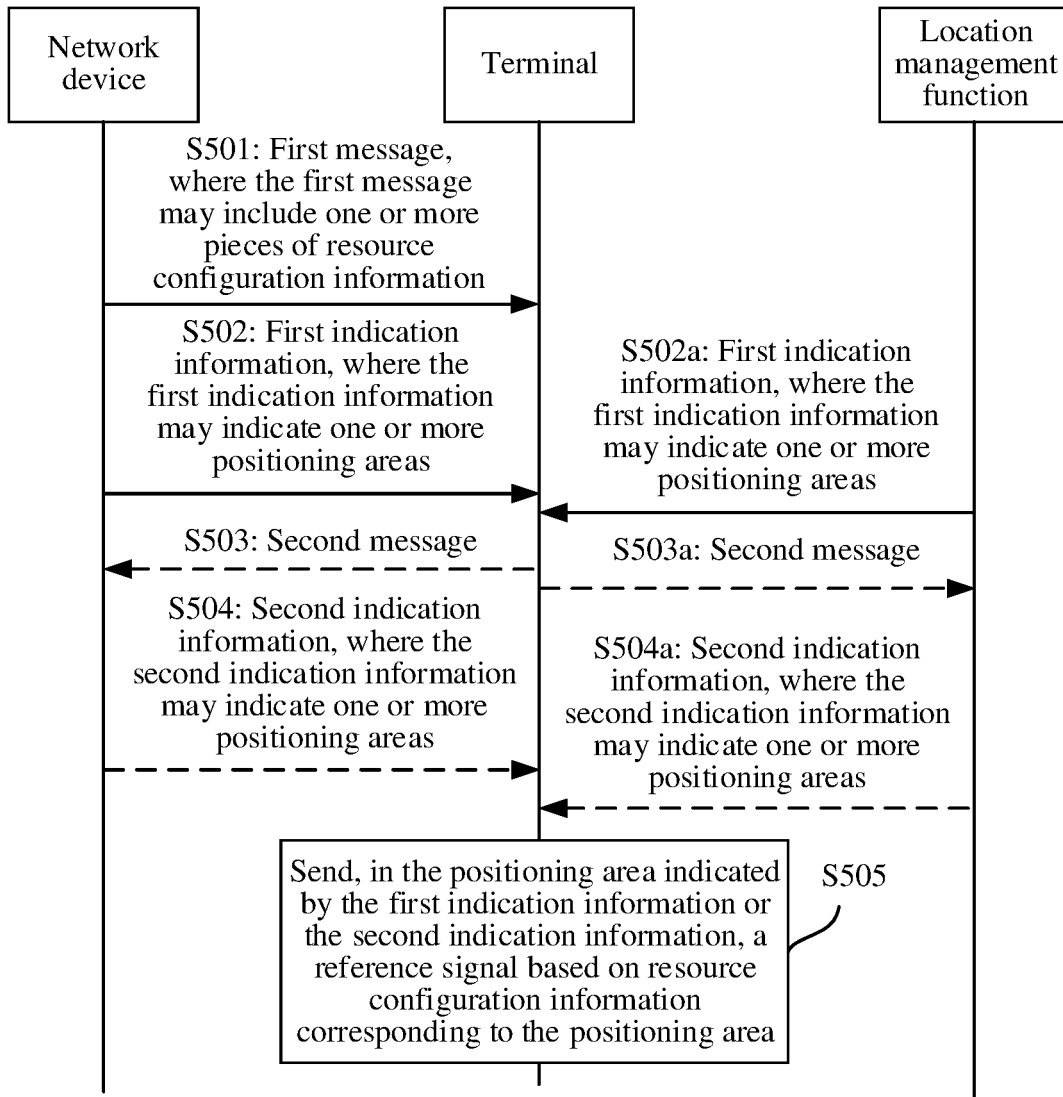 Network
device
Terminal
Location
management
function
S501: First message,
where the first message
may include one or more
pieces of resource
configuration information
S502: First indication
information, where the
first indication information
may indicate one or more
positioning areas
S502a: First indication
information, where the
first indication information
may indicate one or more
positioning areas
S503: Second message
S503a: Second message
S504: Second indication
information, where the
second indication information
may indicate one or more
positioning areas
S504a: Second indication
information, where the
second indication information
may indicate one or more
positioning areas
Send, in the positioning area indicated
by the first indication information or
the second indication information, a
reference signal based on resource
configuration information
corresponding to the positioning area
S505